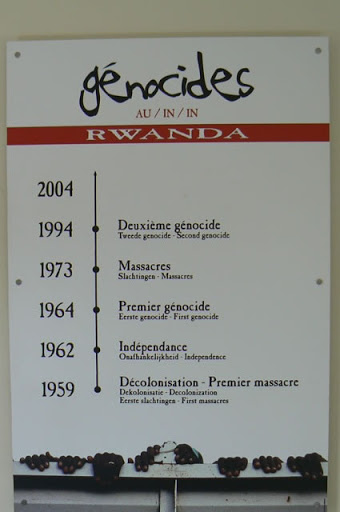 génocides
AU / IN / IN
RWANDA
2004
1994 Deuxième génocide
Tweede genocide - Second genocide
1973 Massacres
Slachtingen - Massacres
1964 Premier génocide
Eerste genocide - First genocide
1962 Indépendance
Onafhankelijkheid - Independence
1959 Décolonisation - Premier massacre
Dekolonisatie - Decolonization
Eerste slachtingen - First massacres